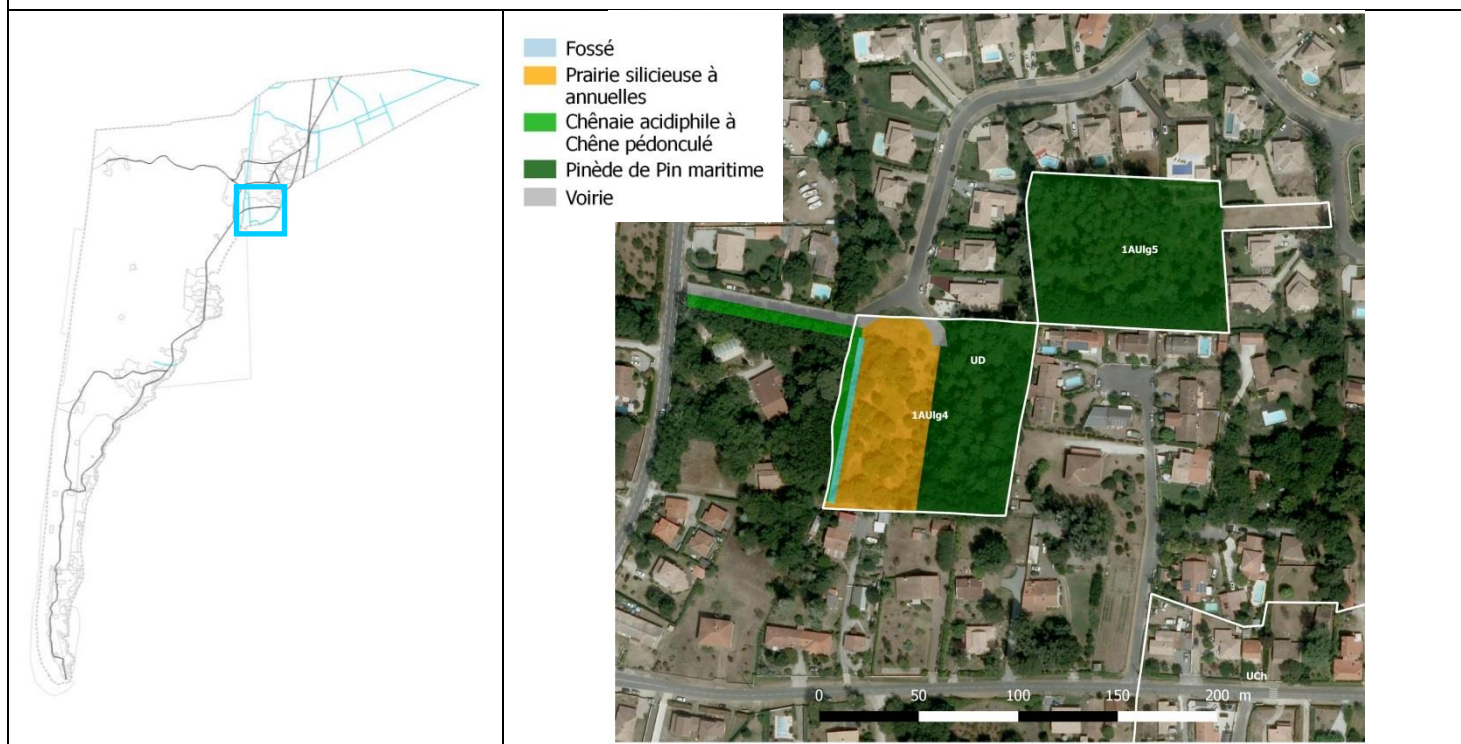 Fossé
Prairie silicieuse à
annuelles
Chênaie acidiphile à
Chêne pédonculé
Pinède de Pin maritime
Voirie
1AUlg5
UD
1AUlg4
UCh
0 50 100 150 200 m